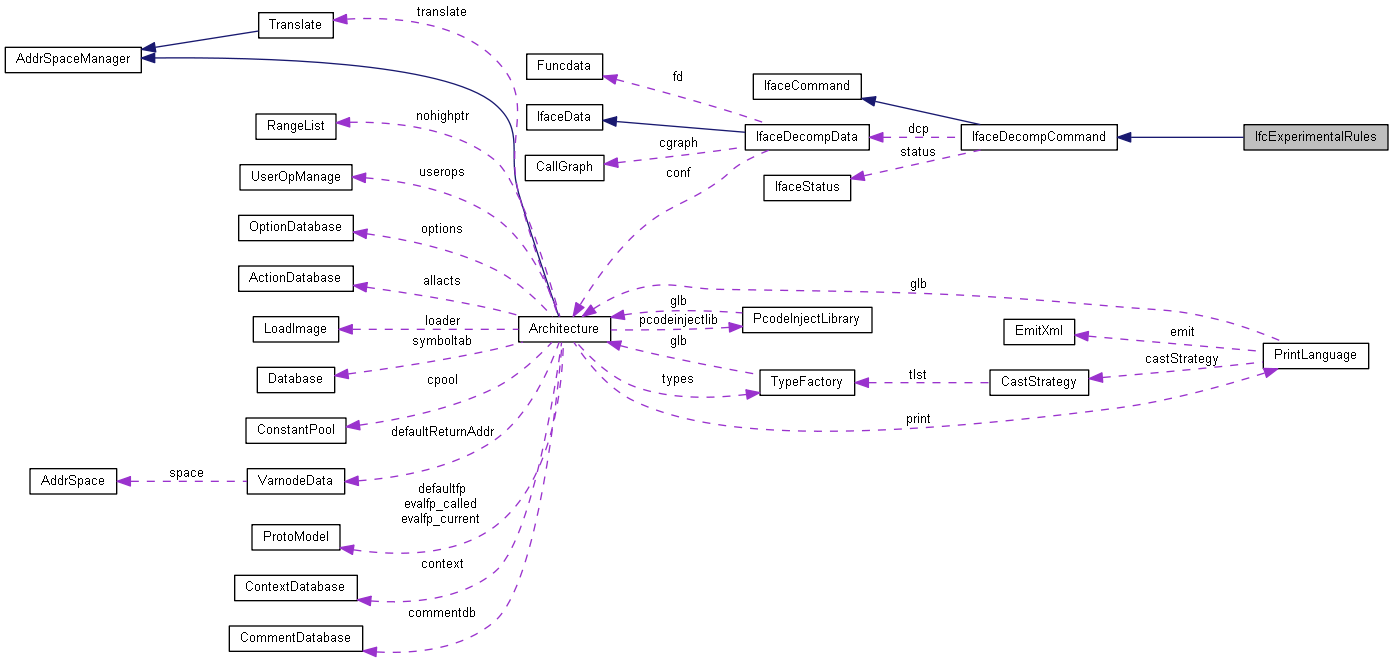 translate
Translate
AddrSpaceManager
Funcdata
fd
IfaceCommand
RangeList
nohighptr
IfaceData
IfaceDecompData
dcp
IfaceDecompCommand
IfcExperimentalRules
cgraph
status
CallGraph
conf
IfaceStatus
UserOpManage
userops
OptionDatabase
options
ActionDatabase
allacts
glb
glb
LoadImage
loader
Architecture
pcodeinjectlib
PcodeInjectLibrary
EmitXml
emit
symboltab
glb
castStrategy
PrintLanguage
Database
cpool
types
TypeFactory
tlst
CastStrategy
print
ConstantPool
defaultReturnAddr
AddrSpace
space
VarnodeData
defaultfp
evalfp_called
evalfp_current
ProtoModel
context
ContextDatabase
commentdb
CommentDatabase